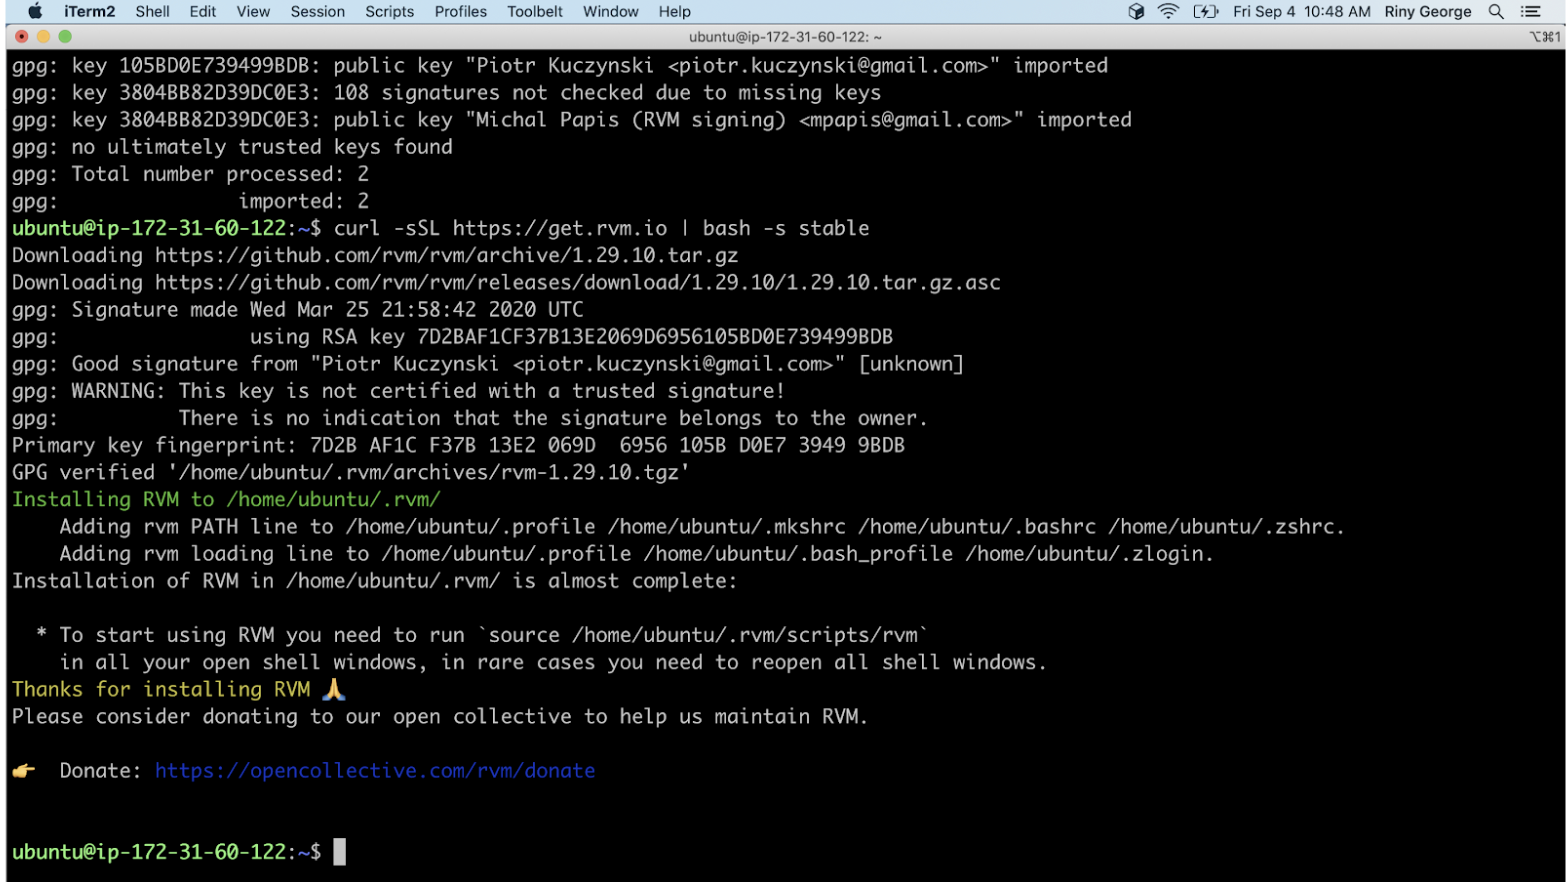 iTerm2 Shell Edit View Session Scripts Profiles Toolbelt Window Help Fri Sep 4 10:48 AM Riny George
ubuntu@ip-172-31-60-122: ~ ⌥⌘1
gpg: key 105BD0E739499BDB: public key "Piotr Kuczynski <piotr.kuczynski@gmail.com>" imported
gpg: key 3804BB82D39DC0E3: 108 signatures not checked due to missing keys
gpg: key 3804BB82D39DC0E3: public key "Michal Papis (RVM signing) <mpapis@gmail.com>" imported
gpg: no ultimately trusted keys found
gpg: Total number processed: 2
gpg:               imported: 2
ubuntu@ip-172-31-60-122:~$ curl -sSL https://get.rvm.io | bash -s stable
Downloading https://github.com/rvm/rvm/archive/1.29.10.tar.gz
Downloading https://github.com/rvm/rvm/releases/download/1.29.10/1.29.10.tar.gz.asc
gpg: Signature made Wed Mar 25 21:58:42 2020 UTC
gpg:                using RSA key 7D2BAF1CF37B13E2069D6956105BD0E739499BDB
gpg: Good signature from "Piotr Kuczynski <piotr.kuczynski@gmail.com>" [unknown]
gpg: WARNING: This key is not certified with a trusted signature!
gpg:          There is no indication that the signature belongs to the owner.
Primary key fingerprint: 7D2B AF1C F37B 13E2 069D  6956 105B D0E7 3949 9BDB
GPG verified '/home/ubuntu/.rvm/archives/rvm-1.29.10.tgz'
Installing RVM to /home/ubuntu/.rvm/
    Adding rvm PATH line to /home/ubuntu/.profile /home/ubuntu/.mkshrc /home/ubuntu/.bashrc /home/ubuntu/.zshrc.
    Adding rvm loading line to /home/ubuntu/.profile /home/ubuntu/.bash_profile /home/ubuntu/.zlogin.
Installation of RVM in /home/ubuntu/.rvm/ is almost complete:
  * To start using RVM you need to run `source /home/ubuntu/.rvm/scripts/rvm`
    in all your open shell windows, in rare cases you need to reopen all shell windows.
Thanks for installing RVM 🙏
Please consider donating to our open collective to help us maintain RVM.
👉  Donate: https://opencollective.com/rvm/donate
ubuntu@ip-172-31-60-122:~$